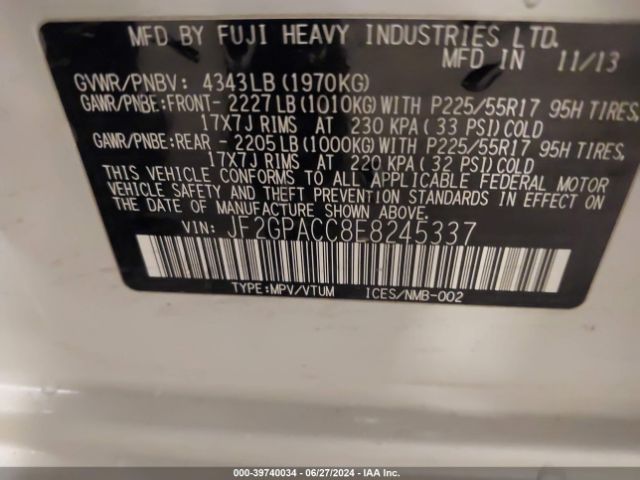 MFD BY FUJI HEAVY INDUSTRIES LTD.
MFD IN 11/13
GVWR/PNBV: 4343LB(1970KG)
GAWR/PNBE:FRONT- 2227LB(1010KG)WITH P225/55R17 95H TIRES,
17X7J RIMS AT 230 KPA(33 PSI)COLD
GAWR/PNBE:REAR - 2205LB(1000KG)WITH P225/55R17 95H TIRES,
17X7J RIMS AT 220 KPA(32 PSI)COLD
THIS VEHICLE CONFORMS TO ALL APPLICABLE FEDERAL MOTOR
VEHICLE SAFETY AND THEFT PREVENTION STANDARDS IN EFFECT ON
THE DATE OF MANUFACTURE SHOWN ABOVE.
VIN: JF2GPACC8E8245337
TYPE:MPV/VTUM ICES/NMB-002
000-39740034 - 06/27/2024 - IAA Inc.